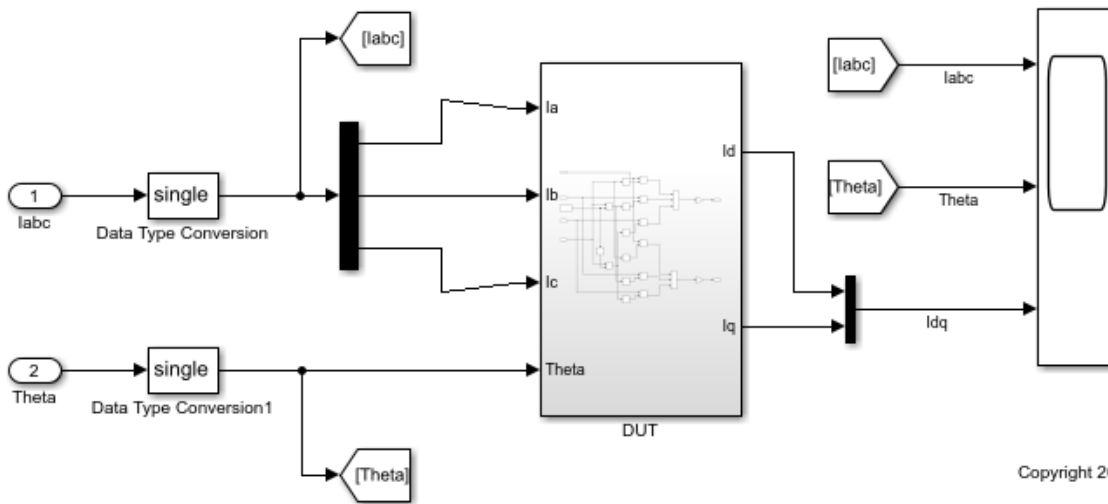 [Iabc]
[Iabc]
Iabc
Ia
Id
single
Ib
[Theta]
Theta
1
Iabc
Data Type Conversion
Ic
Iq
Idq
single
Theta
2
Theta
Data Type Conversion1
DUT
[Theta]
Copyright 20